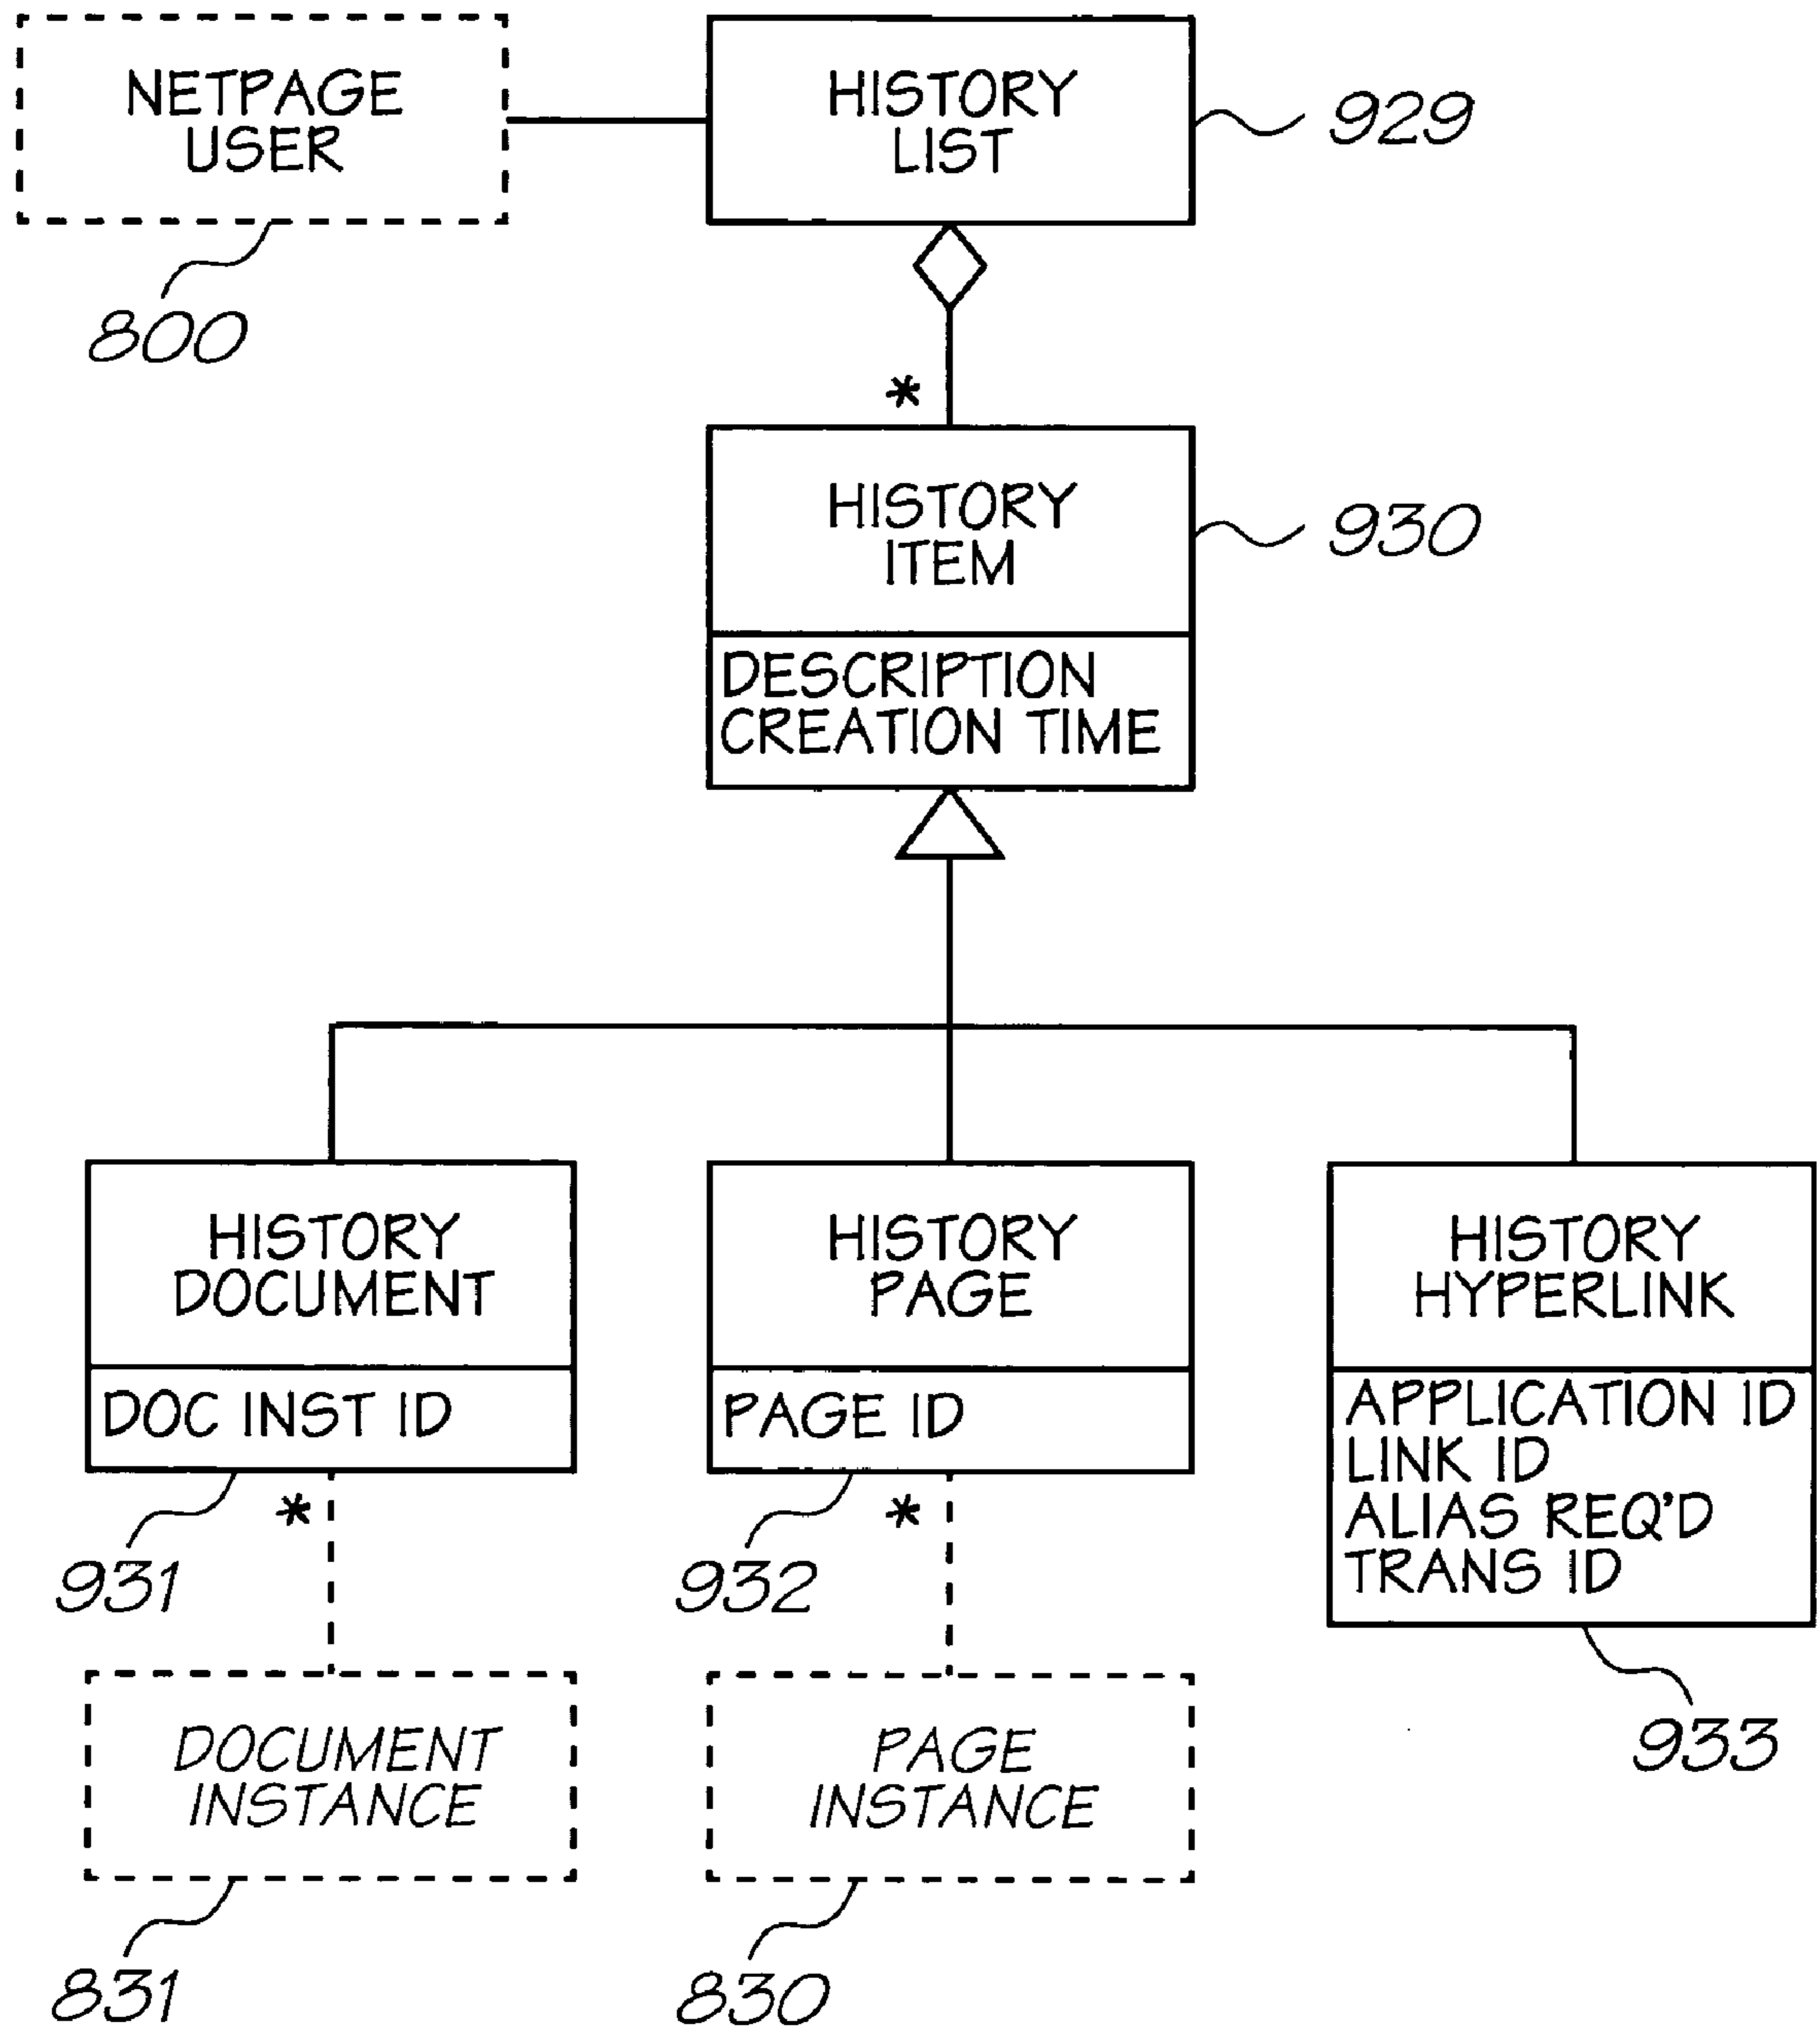 NETPAGE
USER
800
HISTORY
LIST
929
*
HISTORY
ITEM
930
DESCRIPTION
CREATION TIME
HISTORY
DOCUMENT
DOC INST ID
931
*
HISTORY
PAGE
PAGE ID
932
*
HISTORY
HYPERLINK
APPLICATION ID
LINK ID
ALIAS REQ'D
TRANS ID
933
DOCUMENT
INSTANCE
831
PAGE
INSTANCE
830